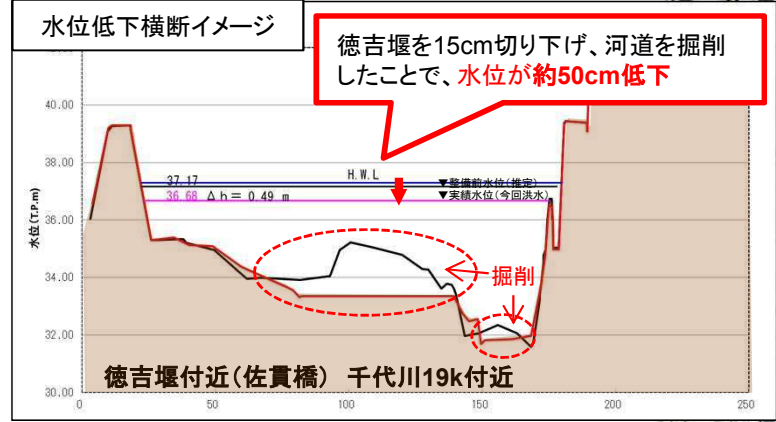 水位低下横断イメージ
徳吉堰を15cm切り下げ、河道を掘削
したことで、水位が約50cm低下
40.00
38.00
36.00
34.00
32.00
30.00
水位(T.P.m)
H.W.L
37.17
▼整備前水位(推定)
36.68 Δh= 0.49 m
▼実績水位(今回洪水)
掘削
徳吉堰付近(佐貫橋) 千代川19k付近
0 50 100 150 200 250